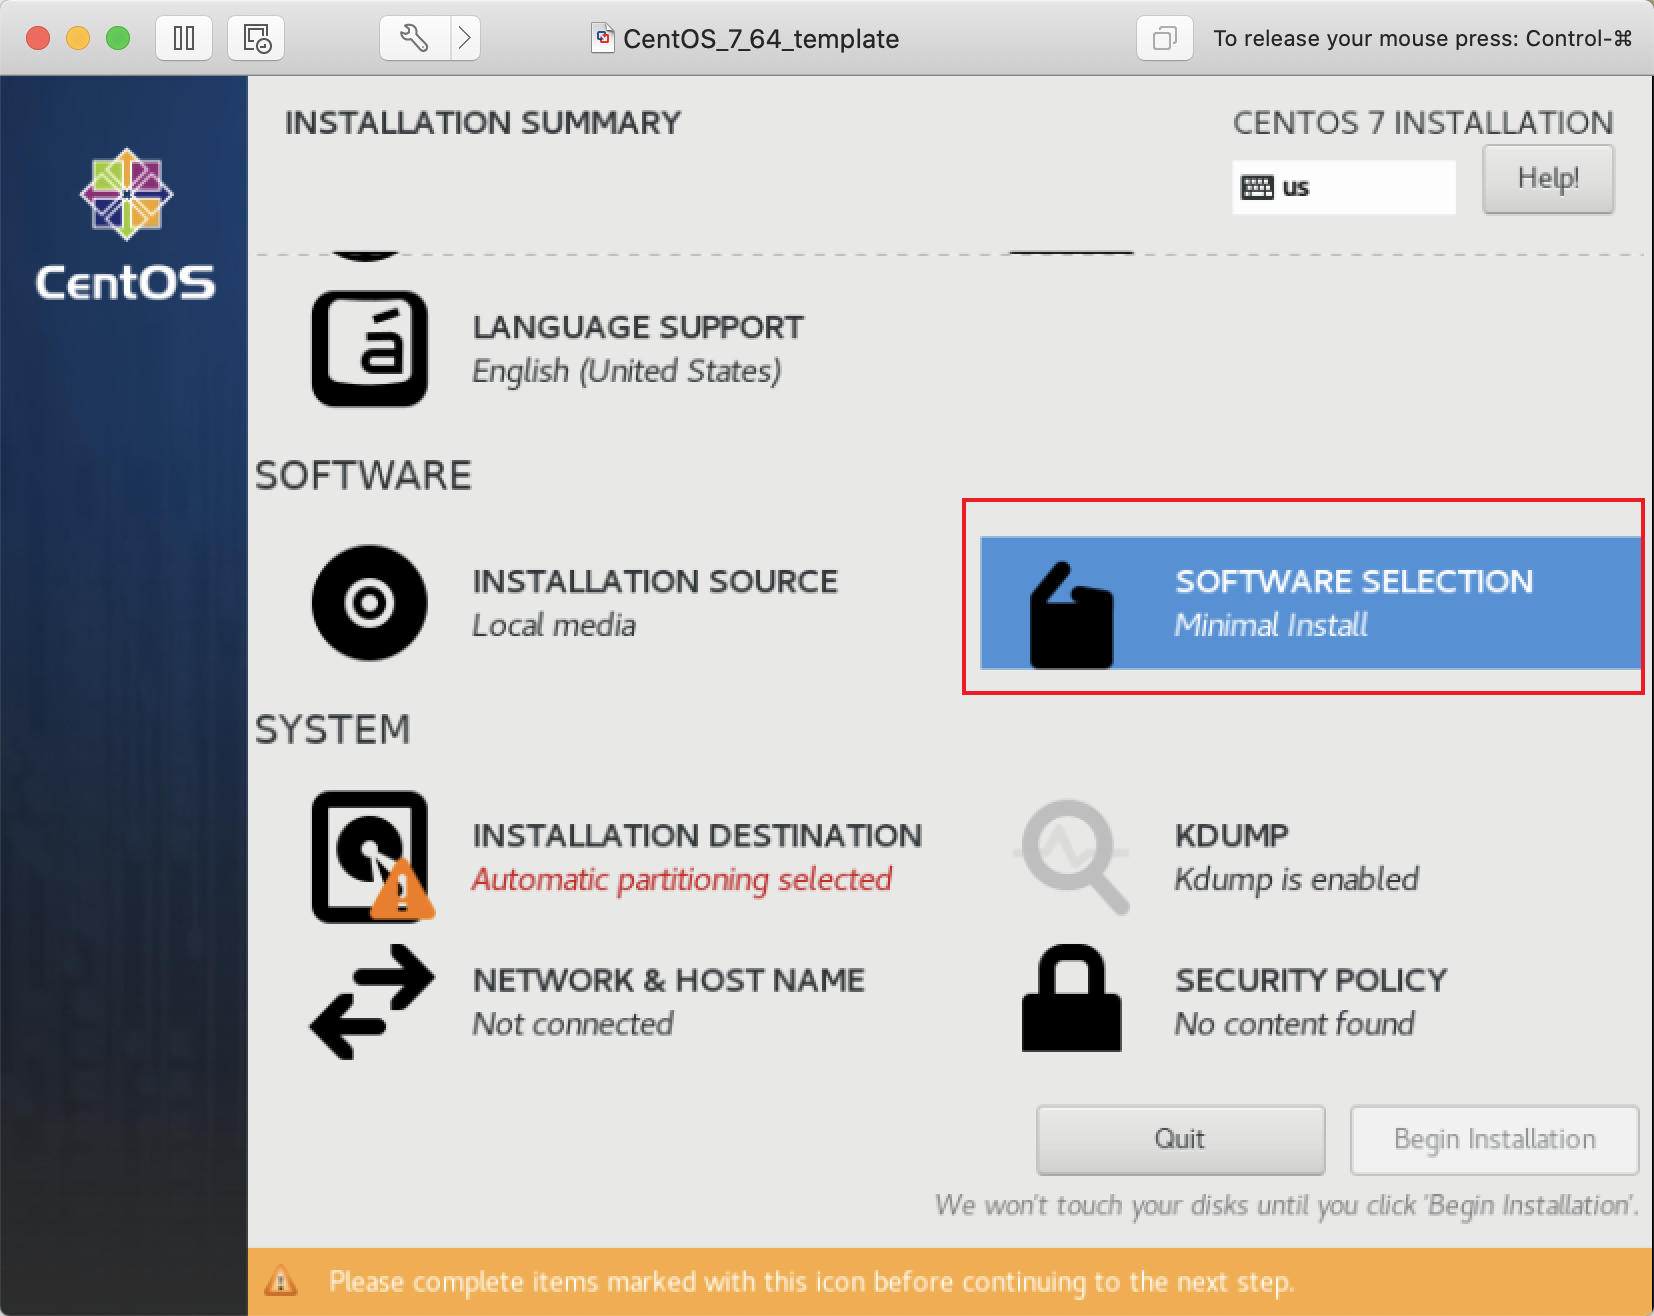 CentOS_7_64_template
To release your mouse press: Control-⌘
INSTALLATION SUMMARY
CENTOS 7 INSTALLATION
us
Help!
CentOS
á
LANGUAGE SUPPORT
English (United States)
SOFTWARE
INSTALLATION SOURCE
Local media
SOFTWARE SELECTION
Minimal Install
SYSTEM
INSTALLATION DESTINATION
Automatic partitioning selected
KDUMP
Kdump is enabled
NETWORK & HOST NAME
Not connected
SECURITY POLICY
No content found
Quit
Begin Installation
We won't touch your disks until you click 'Begin Installation'.
Please complete items marked with this icon before continuing to the next step.